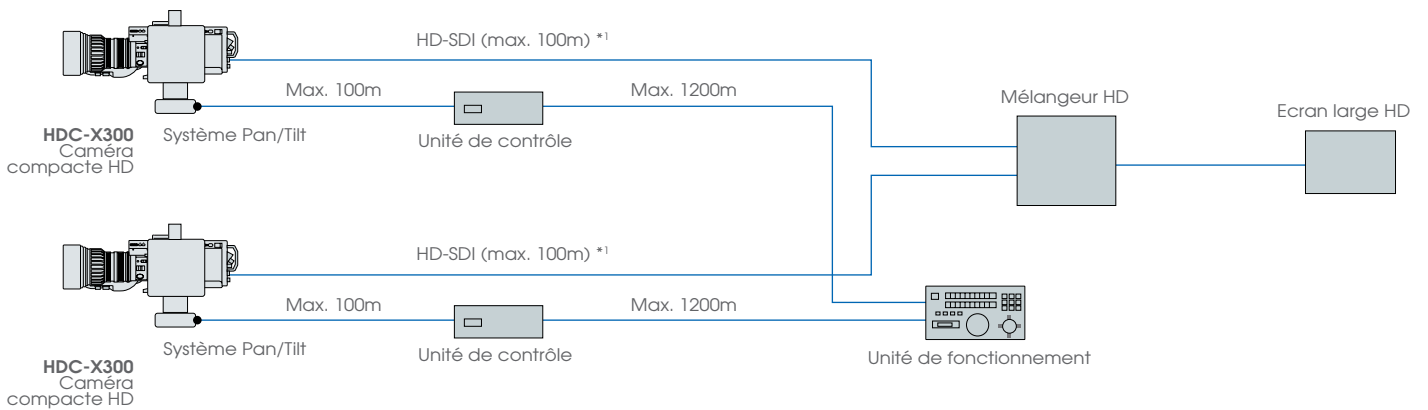 HD-SDI (max. 100m) *1
Max. 100m
Max. 1200m
HDC-X300
Caméra
compacte HD
Système Pan/Tilt
Unité de contrôle
Mélangeur HD
Ecran large HD
HD-SDI (max. 100m) *1
Max. 100m
Max. 1200m
HDC-X300
Caméra
compacte HD
Système Pan/Tilt
Unité de contrôle
Unité de fonctionnement